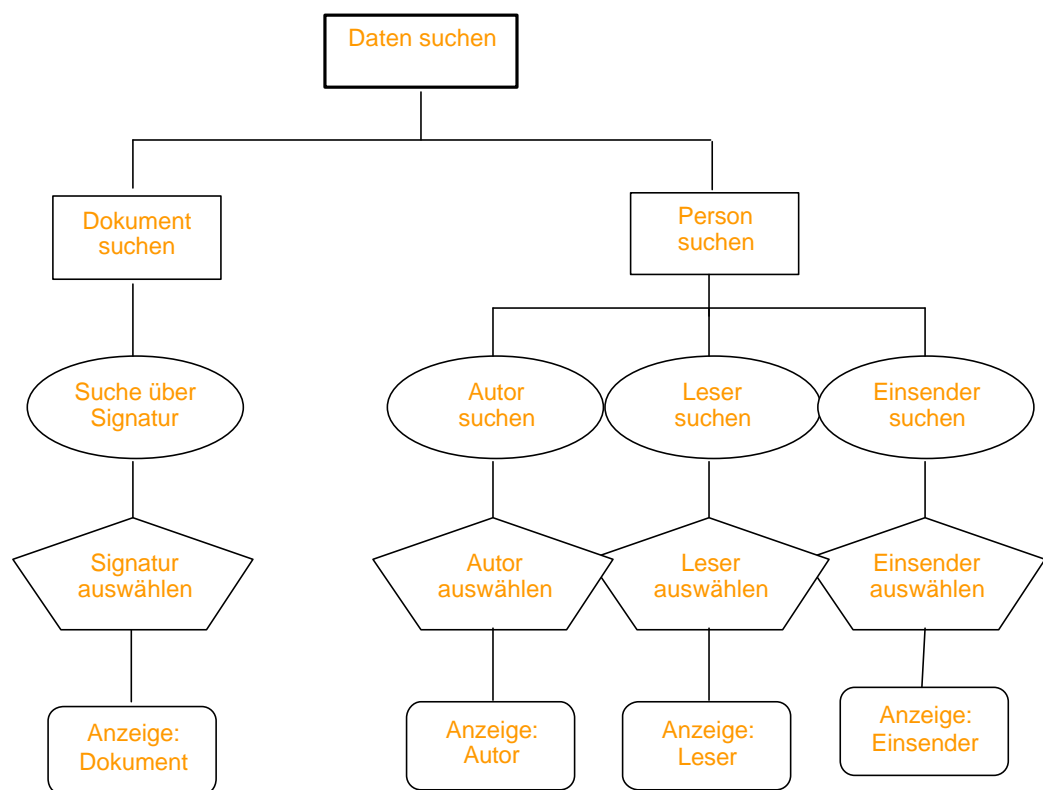 Daten suchen
Dokument
suchen
Person
suchen
Suche über
Signatur
Autor
suchen
Leser
suchen
Einsender
suchen
Signatur
auswählen
Autor
auswählen
Leser
auswählen
Einsender
auswählen
Anzeige:
Dokument
Anzeige:
Autor
Anzeige:
Leser
Anzeige:
Einsender